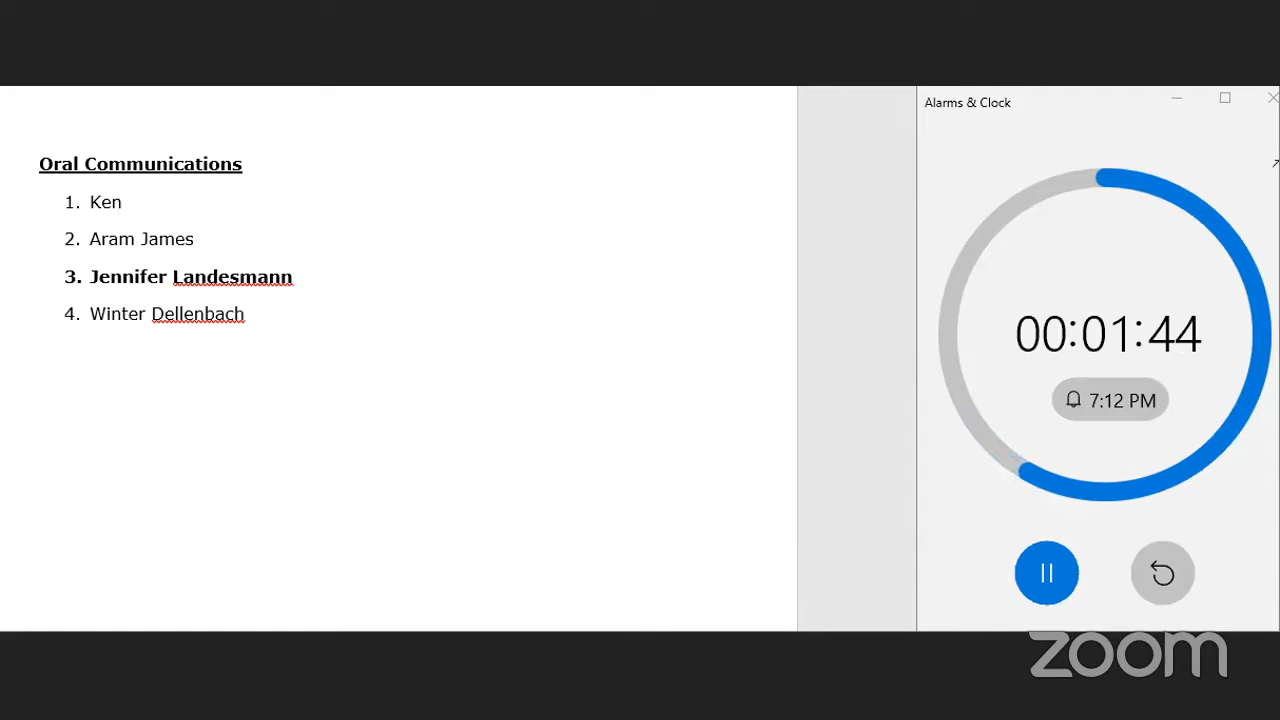 Alarms & Clock
Oral Communications
1. Ken
2. Aram James
3. Jennifer Landesmann
4. Winter Dellenbach
00:01:44
7:12 PM
zoom